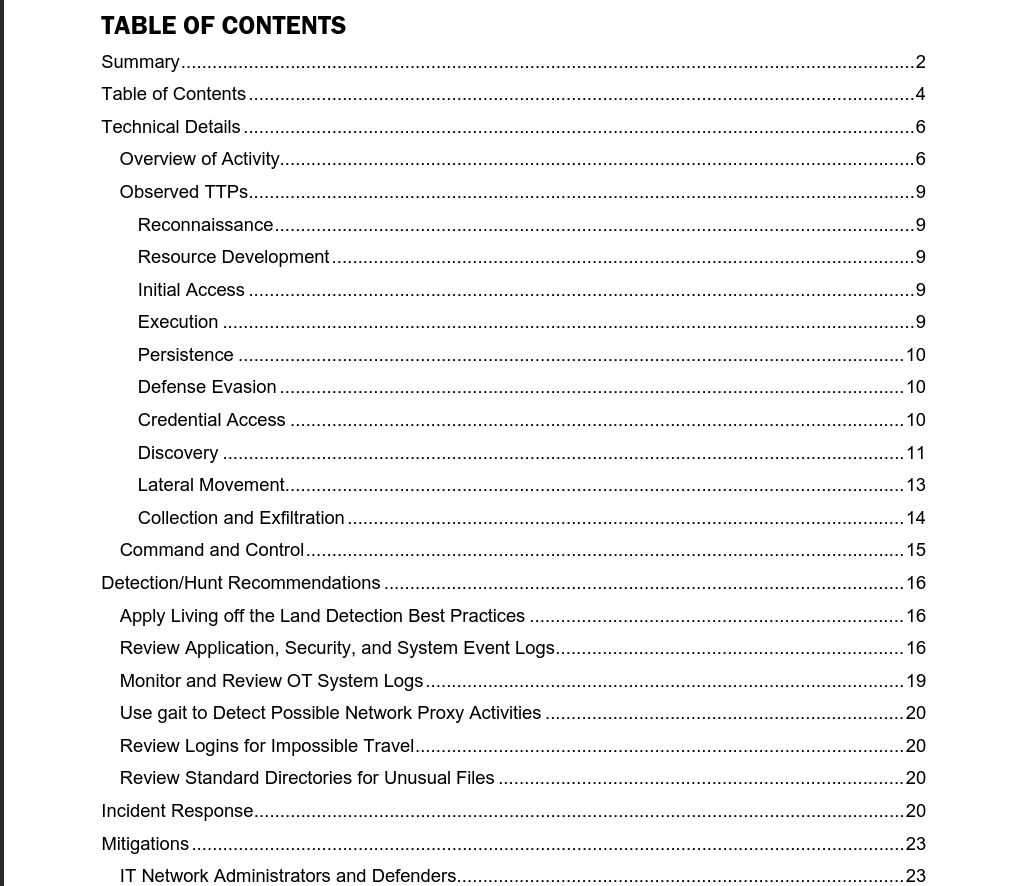 TABLE OF CONTENTS
Summary..........2
Table of Contents..........4
Technical Details..........6
Overview of Activity..........6
Observed TTPs..........9
Reconnaissance..........9
Resource Development..........9
Initial Access..........9
Execution..........9
Persistence..........10
Defense Evasion..........10
Credential Access..........10
Discovery..........11
Lateral Movement..........13
Collection and Exfiltration..........14
Command and Control..........15
Detection/Hunt Recommendations..........16
Apply Living off the Land Detection Best Practices..........16
Review Application, Security, and System Event Logs..........16
Monitor and Review OT System Logs..........19
Use gait to Detect Possible Network Proxy Activities..........20
Review Logins for Impossible Travel..........20
Review Standard Directories for Unusual Files..........20
Incident Response..........20
Mitigations..........23
IT Network Administrators and Defenders..........23